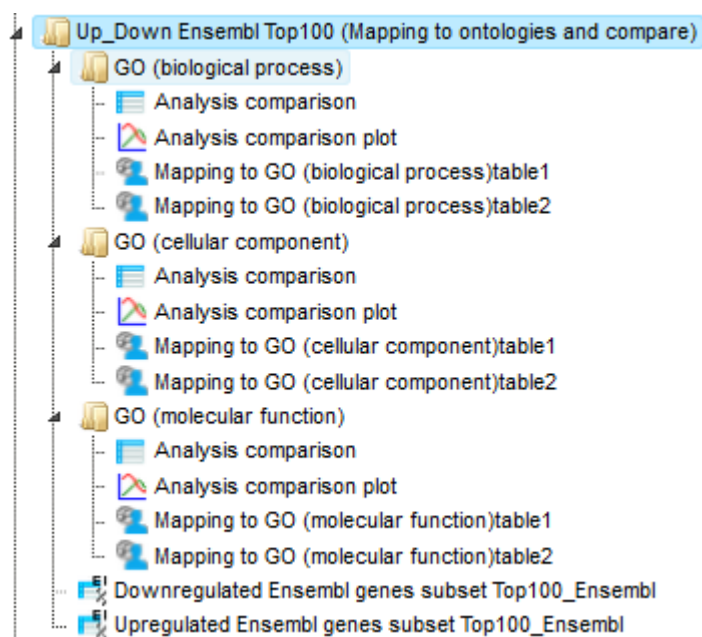 Up_Down Ensembl Top100 (Mapping to ontologies and compare)
GO (biological process)
Analysis comparison
Analysis comparison plot
Mapping to GO (biological process)table1
Mapping to GO (biological process)table2
GO (cellular component)
Analysis comparison
Analysis comparison plot
Mapping to GO (cellular component)table1
Mapping to GO (cellular component)table2
GO (molecular function)
Analysis comparison
Analysis comparison plot
Mapping to GO (molecular function)table1
Mapping to GO (molecular function)table2
Downregulated Ensembl genes subset Top100_Ensembl
Upregulated Ensembl genes subset Top100_Ensembl